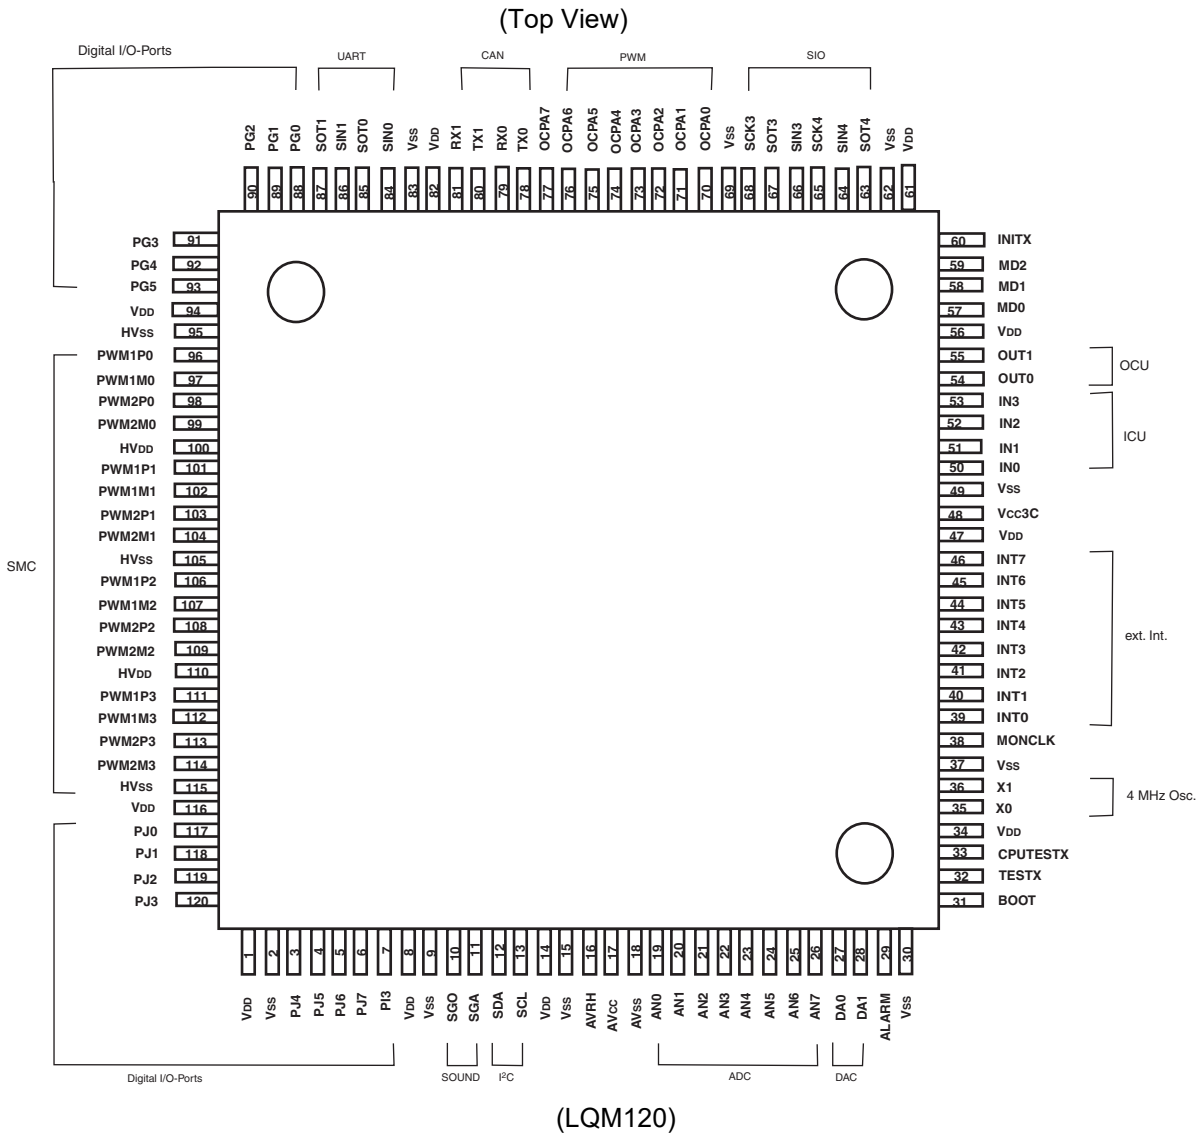 (Top View)
Digital I/O-Ports
UART
CAN
PWM
SIO
PG2
PG1
PG0
SOT1
SIN1
SOT0
SIN0
VSS
VDD
RX1
TX1
RX0
TX0
OCPA7
OCPA6
OCPA5
OCPA4
OCPA3
OCPA2
OCPA1
OCPA0
VSS
SCK3
SOT3
SIN3
SCK4
SIN4
SOT4
VSS
VDD
90
89
88
87
86
85
84
83
82
81
80
79
78
77
76
75
74
73
72
71
70
69
68
67
66
65
64
63
62
61
PG3 91
PG4 92
PG5 93
VDD 94
HVSS 95
PWM1P0 96
PWM1M0 97
PWM2P0 98
PWM2M0 99
HVDD 100
PWM1P1 101
PWM1M1 102
PWM2P1 103
PWM2M1 104
HVSS 105
PWM1P2 106
PWM1M2 107
PWM2P2 108
PWM2M2 109
HVDD 110
PWM1P3 111
PWM1M3 112
PWM2P3 113
PWM2M3 114
HVSS 115
VDD 116
PJ0 117
PJ1 118
PJ2 119
PJ3 120
SMC
60 INITX
59 MD2
58 MD1
57 MD0
56 VDD
55 OUT1
54 OUT0
53 IN3
52 IN2
51 IN1
50 IN0
49 VSS
48 VCC3C
47 VDD
46 INT7
45 INT6
44 INT5
43 INT4
42 INT3
41 INT2
40 INT1
39 INT0
38 MONCLK
37 VSS
36 X1
35 X0
34 VDD
33 CPUTESTX
32 TESTX
31 BOOT
OCU
ICU
ext. Int.
4 MHz Osc.
1
2
3
4
5
6
7
8
9
10
11
12
13
14
15
16
17
18
19
20
21
22
23
24
25
26
27
28
29
30
VDD
VSS
PJ4
PJ5
PJ6
PJ7
PI3
VDD
VSS
SGO
SGA
SDA
SCL
VDD
VSS
AVRH
AVCC
AVSS
AN0
AN1
AN2
AN3
AN4
AN5
AN6
AN7
DA0
DA1
ALARM
VSS
Digital I/O-Ports
SOUND
I²C
ADC
DAC
(LQM120)